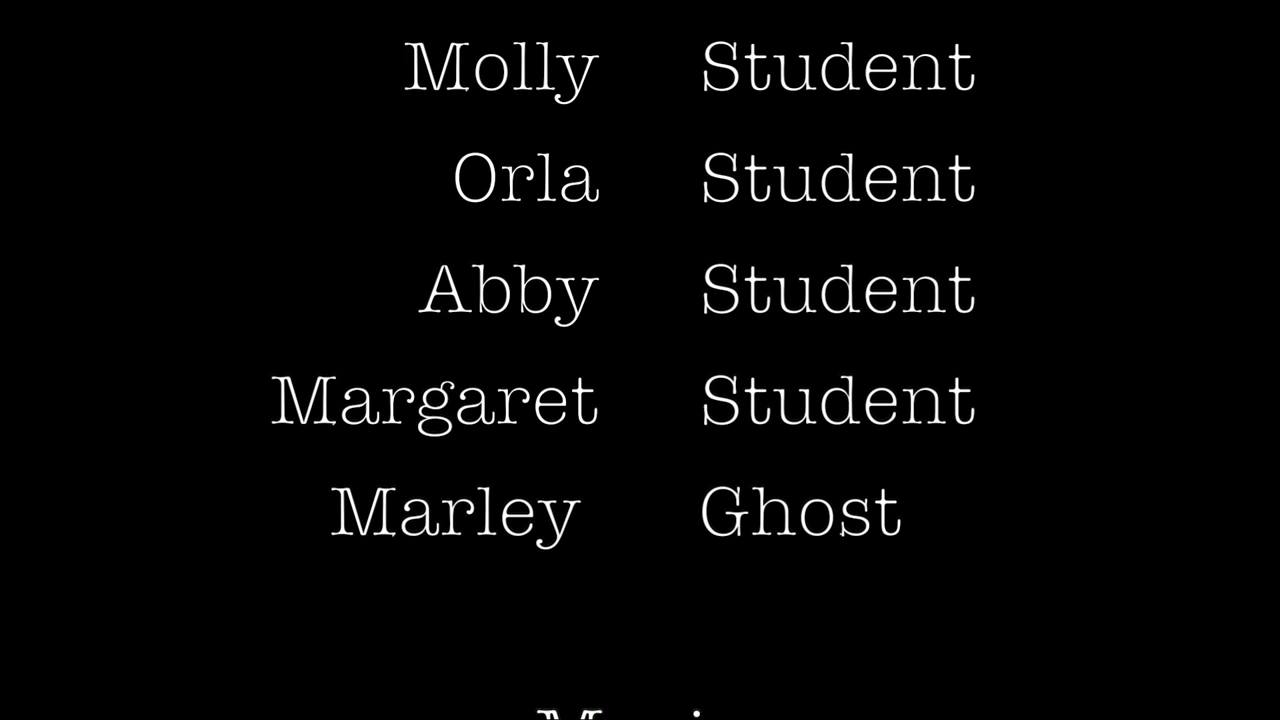 Molly Student
Orla Student
Abby Student
Margaret Student
Marley Ghost